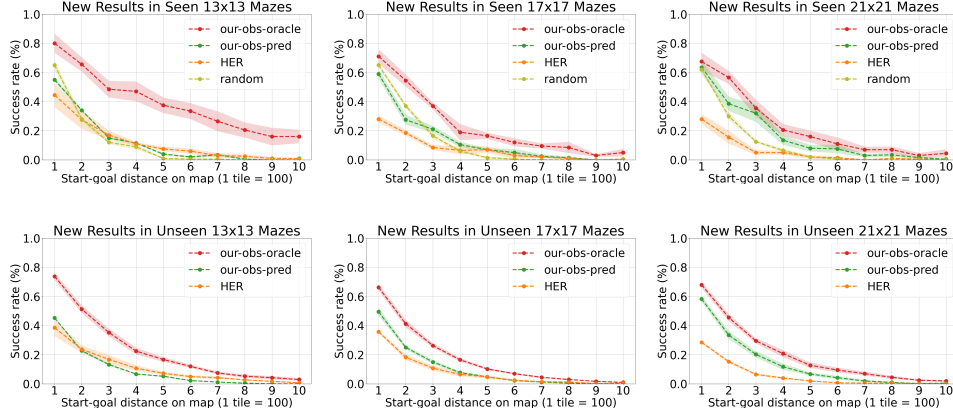 New Results in Seen 13x13 Mazes
Success rate (%)
1.0
0.8
0.6
0.4
0.2
0.0
our-obs-oracle
our-obs-pred
HER
random
1 2 3 4 5 6 7 8 9 10
Start-goal distance on map (1 tile = 100)
New Results in Seen 17x17 Mazes
Success rate (%)
1.0
0.8
0.6
0.4
0.2
0.0
our-obs-oracle
our-obs-pred
HER
random
1 2 3 4 5 6 7 8 9 10
Start-goal distance on map (1 tile = 100)
New Results in Seen 21x21 Mazes
Success rate (%)
1.0
0.8
0.6
0.4
0.2
0.0
our-obs-oracle
our-obs-pred
HER
random
1 2 3 4 5 6 7 8 9 10
Start-goal distance on map (1 tile = 100)
New Results in Unseen 13x13 Mazes
Success rate (%)
1.0
0.8
0.6
0.4
0.2
0.0
our-obs-oracle
our-obs-pred
HER
1 2 3 4 5 6 7 8 9 10
Start-goal distance on map (1 tile = 100)
New Results in Unseen 17x17 Mazes
Success rate (%)
1.0
0.8
0.6
0.4
0.2
0.0
our-obs-oracle
our-obs-pred
HER
1 2 3 4 5 6 7 8 9 10
Start-goal distance on map (1 tile = 100)
New Results in Unseen 21x21 Mazes
Success rate (%)
1.0
0.8
0.6
0.4
0.2
0.0
our-obs-oracle
our-obs-pred
HER
1 2 3 4 5 6 7 8 9 10
Start-goal distance on map (1 tile = 100)